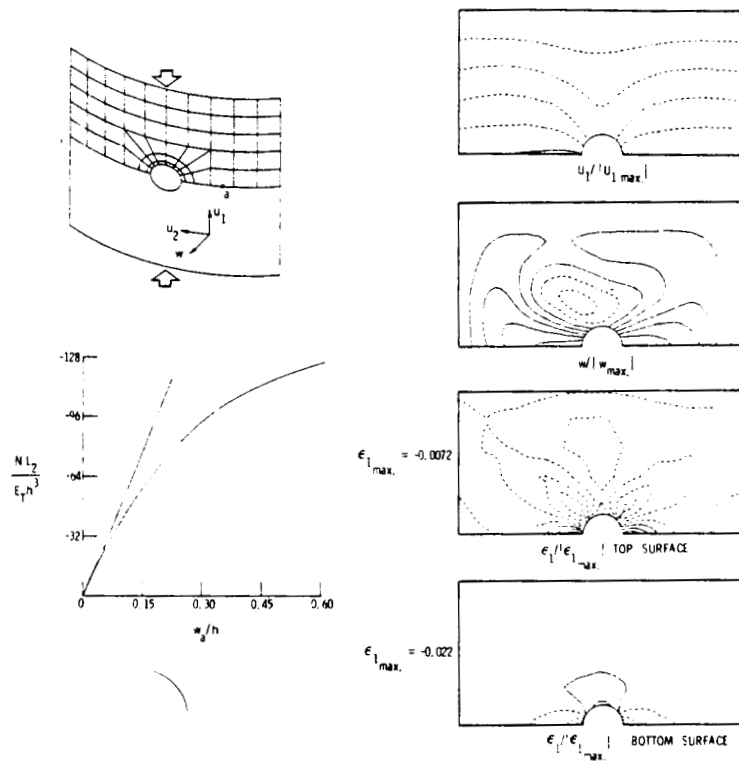 a
u₁
u₂
w
u₁/|u₁ max.|
w/|w max.|
-128
-96
-64
-32
N L₂
E_T h³
0
0.15
0.30
0.45
0.60
w_a/h
ϵ₁ max. = -0.0072
ϵ₁/|ϵ₁ max.| TOP SURFACE
ϵ₁ max. = -0.022
ϵ₁/|ϵ₁ max.| BOTTOM SURFACE